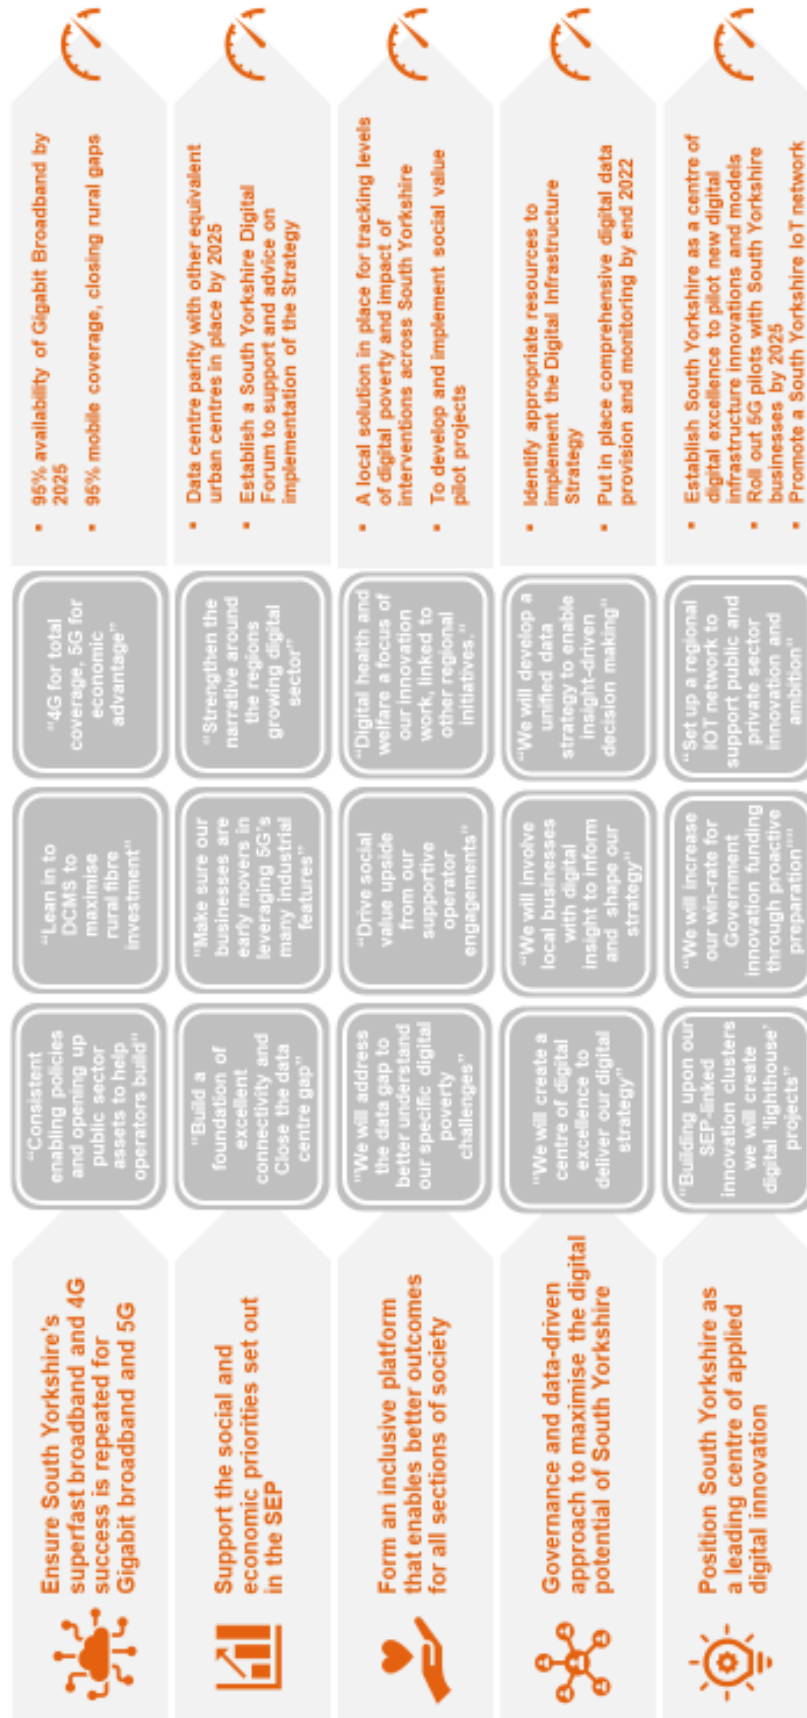 Ensure South Yorkshire's
superfast broadband and 4G
success is repeated for
Gigabit broadband and 5G
"Consistent
enabling policies
and opening up
public sector
assets to help
operators build"
"Lean in to
DCMS to
maximise
rural fibre
investment"
"4G for total
coverage, 5G for
economic
advantage"
▪ 95% availability of Gigabit Broadband by
2025
▪ 95% mobile coverage, closing rural gaps
Support the social and
economic priorities set out
in the SEP
"Build a
foundation of
excellent
connectivity and
Close the data
centre gap"
"Make sure our
businesses are
early movers in
leveraging 5G's
many industrial
features"
"Strengthen the
narrative around
the regions
growing digital
sector"
▪ Data centre parity with other equivalent
urban centres in place by 2025
▪ Establish a South Yorkshire Digital
Forum to support and advice on
implementation of the Strategy
Form an inclusive platform
that enables better outcomes
for all sections of society
"We will address
the data gap to
better understand
our specific digital
poverty
challenges"
"Drive social
value upside
from our
supportive
operator
engagements"
"Digital health and
welfare a focus of
our innovation
work, linked to
other regional
initiatives."
▪ A local solution in place for tracking levels
of digital poverty and impact of
interventions across South Yorkshire
▪ To develop and implement social value
pilot projects
Governance and data-driven
approach to maximise the digital
potential of South Yorkshire
"We will create a
centre of digital
excellence to
deliver our digital
strategy"
"We will involve
local businesses
with digital
insight to inform
and shape our
strategy"
"We will develop a
unified data
strategy to enable
insight-driven
decision making"
▪ Identify appropriate resources to
implement the Digital Infrastructure
Strategy
▪ Put in place comprehensive digital data
provision and monitoring by end 2022
Position South Yorkshire as
a leading centre of applied
digital innovation
"Building upon our
SEP-linked
innovation clusters
we will create
digital 'lighthouse'
projects"
"We will increase
our win-rate for
Government
innovation funding
through proactive
preparation""
"Set up a regional
IOT network to
support public and
private sector
innovation and
ambition"
▪ Establish South Yorkshire as a centre of
digital excellence to pilot new digital
infrastructure innovations and models
▪ Roll out 5G pilots with South Yorkshire
businesses by 2025
▪ Promote a South Yorkshire IoT network